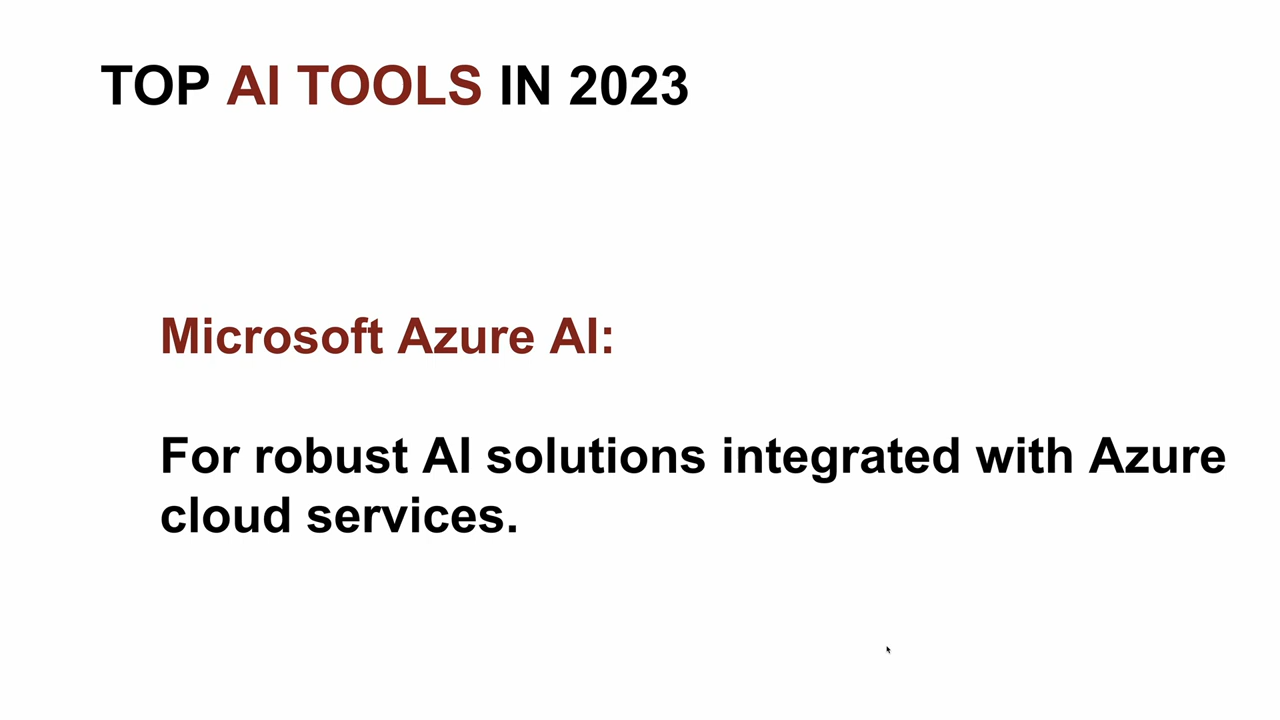 TOP AI TOOLS IN 2023
Microsoft Azure AI:
For robust AI solutions integrated with Azure
cloud services.